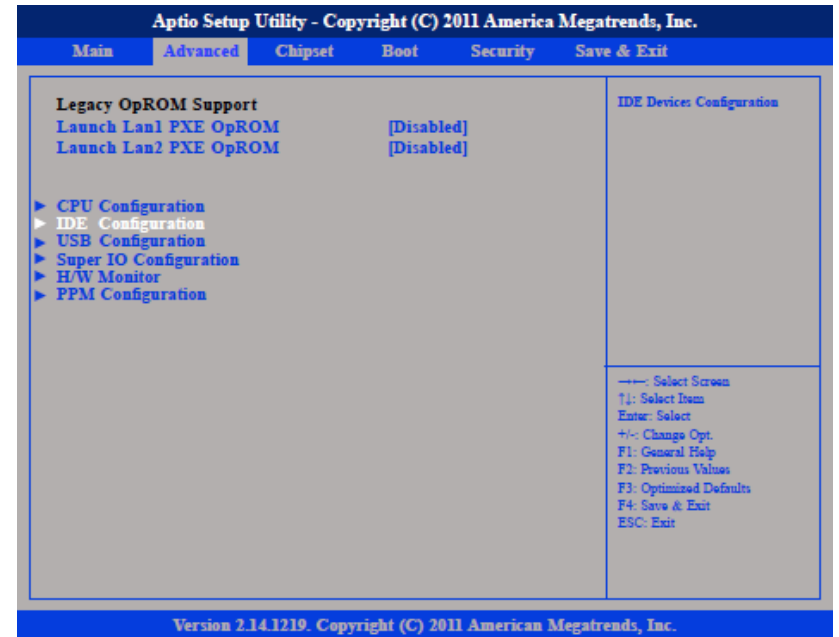 Aptio Setup Utility - Copyright (C) 2011 America Megatrends, Inc.
Main Advanced Chipset Boot Security Save & Exit
Legacy OpROM Support
Launch Lan1 PXE OpROM [Disabled]
Launch Lan2 PXE OpROM [Disabled]
► CPU Configuration
► IDE Configuration
► USB Configuration
► Super IO Configuration
► H/W Monitor
► PPM Configuration
IDE Devices Configuration
→←: Select Screen
↑↓: Select Item
Enter: Select
+/-: Change Opt.
F1: General Help
F2: Previous Values
F3: Optimized Defaults
F4: Save & Exit
ESC: Exit
Version 2.14.1219. Copyright (C) 2011 American Megatrends, Inc.